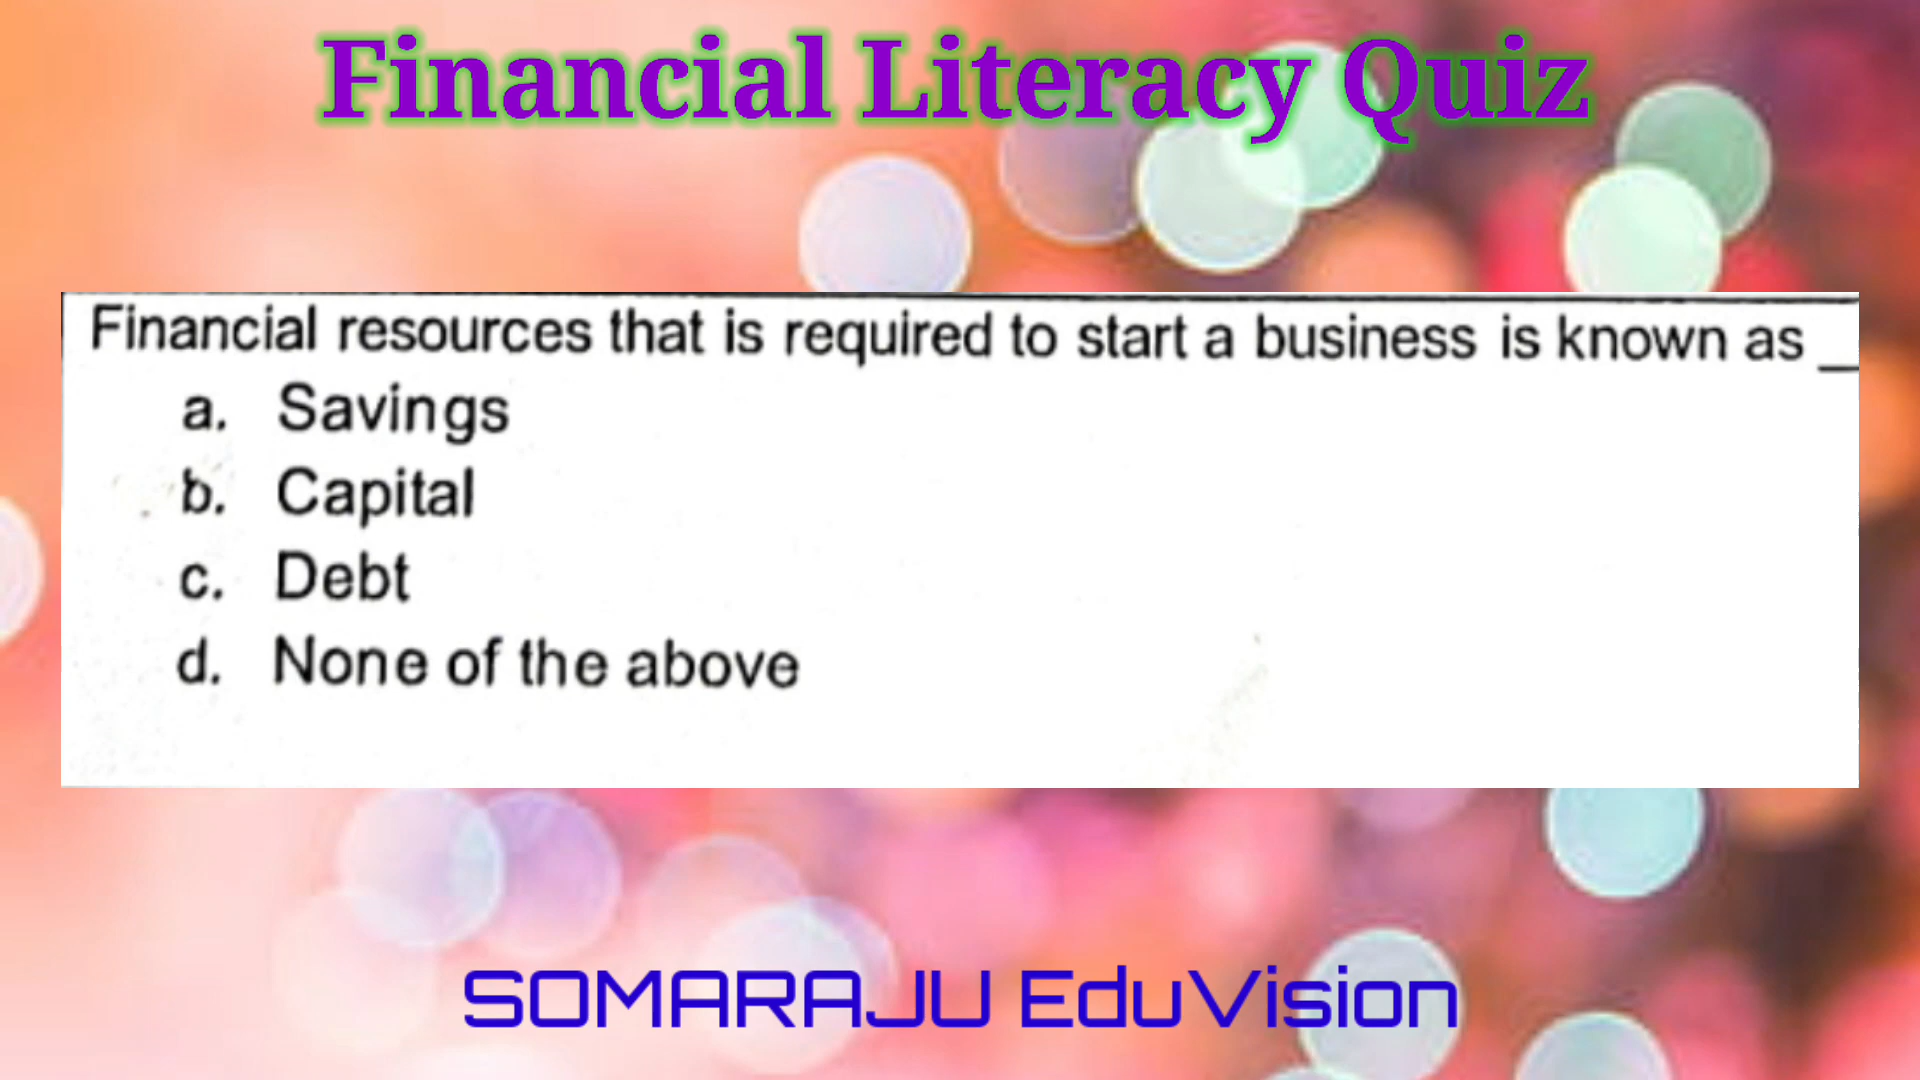 Financial Literacy Quiz
Financial resources that is required to start a business is known as __
a. Savings
b. Capital
c. Debt
d. None of the above
SOMARAJU EduVision